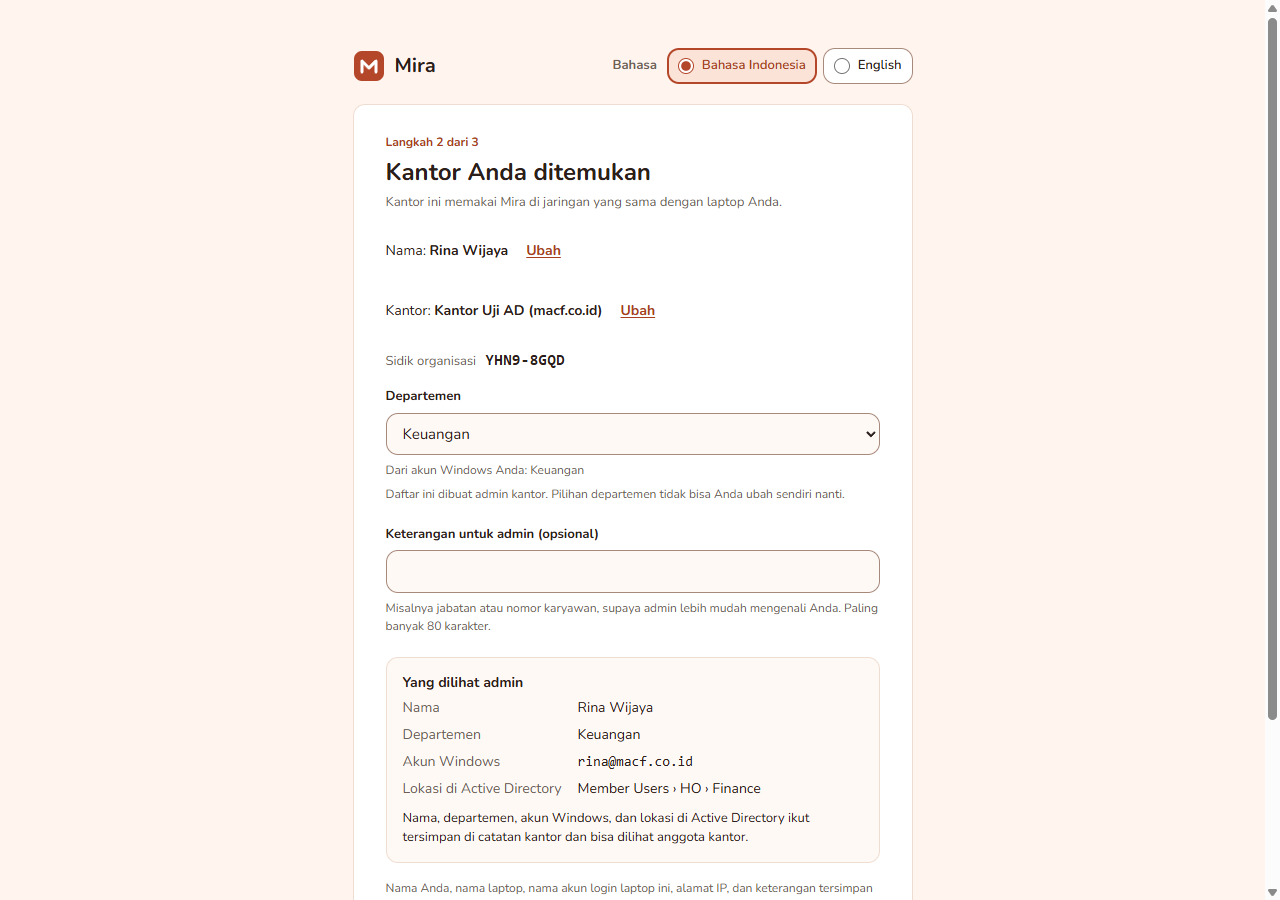 Mira
Bahasa
Bahasa Indonesia
English
Langkah 2 dari 3
Kantor Anda ditemukan
Kantor ini memakai Mira di jaringan yang sama dengan laptop Anda.
Nama: Rina Wijaya Ubah
Kantor: Kantor Uji AD (macf.co.id) Ubah
Sidik organisasi YHN9-8GQD
Departemen
Keuangan
Dari akun Windows Anda: Keuangan
Daftar ini dibuat admin kantor. Pilihan departemen tidak bisa Anda ubah sendiri nanti.
Keterangan untuk admin (opsional)
Misalnya jabatan atau nomor karyawan, supaya admin lebih mudah mengenali Anda. Paling
banyak 80 karakter.
Yang dilihat admin
Nama Rina Wijaya
Departemen Keuangan
Akun Windows rina@macf.co.id
Lokasi di Active Directory Member Users › HO › Finance
Nama, departemen, akun Windows, dan lokasi di Active Directory ikut
tersimpan di catatan kantor dan bisa dilihat anggota kantor.
Nama Anda, nama laptop, nama akun login laptop ini, alamat IP, dan keterangan tersimpan